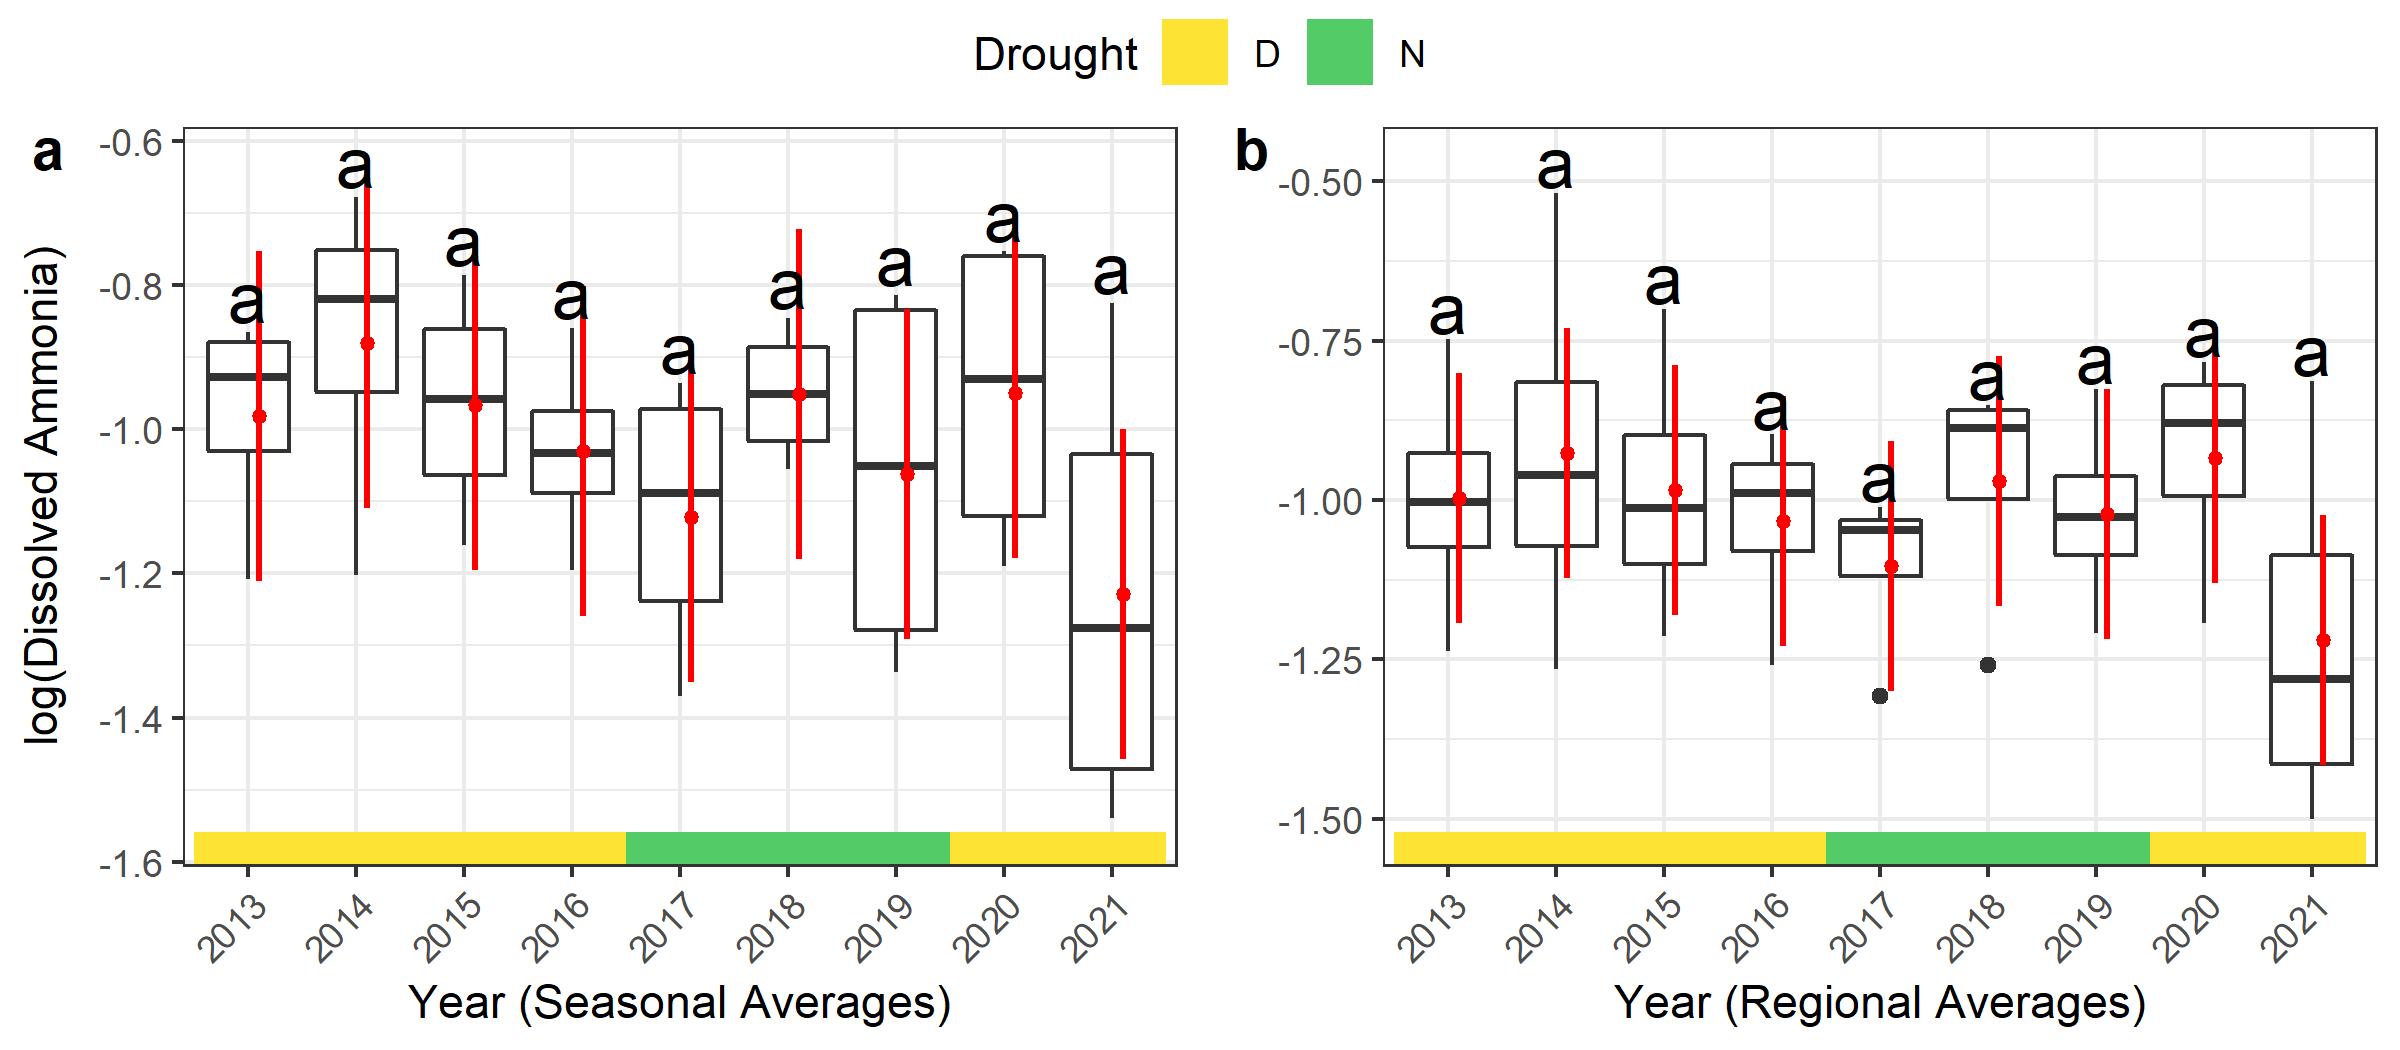 Drought D N
a
log(Dissolved Ammonia)
-0.6
-0.8
-1.0
-1.2
-1.4
-1.6
a a a a a a a a a
2013 2014 2015 2016 2017 2018 2019 2020 2021
Year (Seasonal Averages)
b
-0.50
-0.75
-1.00
-1.25
-1.50
a a a a a a a a a
2013 2014 2015 2016 2017 2018 2019 2020 2021
Year (Regional Averages)